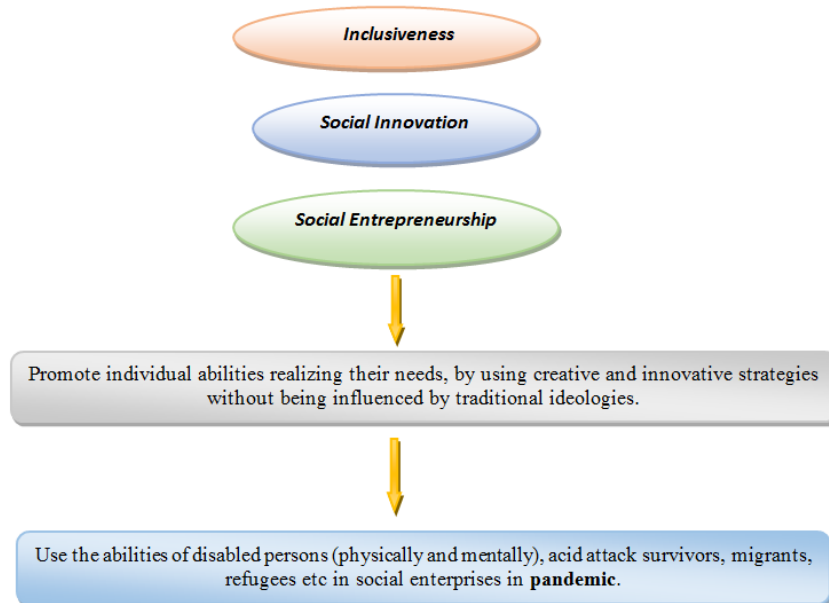 Inclusiveness
Social Innovation
Social Entrepreneurship
Promote individual abilities realizing their needs, by using creative and innovative strategies
without being influenced by traditional ideologies.
Use the abilities of disabled persons (physically and mentally), acid attack survivors, migrants,
refugees etc in social enterprises in pandemic.